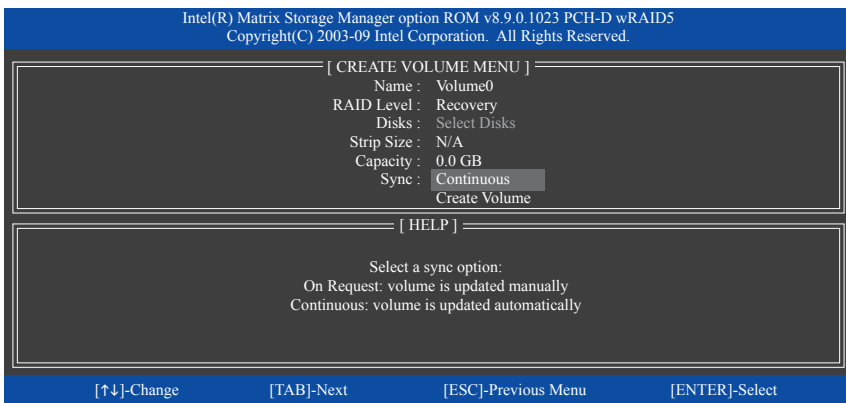 Intel(R) Matrix Storage Manager option ROM v8.9.0.1023 PCH-D wRAID5
Copyright(C) 2003-09 Intel Corporation.  All Rights Reserved.
[ CREATE VOLUME MENU ]
Name : Volume0
RAID Level : Recovery
Disks : Select Disks
Strip Size : N/A
Capacity : 0.0 GB
Sync : Continuous
Create Volume
[ HELP ]
Select a sync option:
On Request: volume is updated manually
Continuous: volume is updated automatically
[↑↓]-Change [TAB]-Next [ESC]-Previous Menu [ENTER]-Select